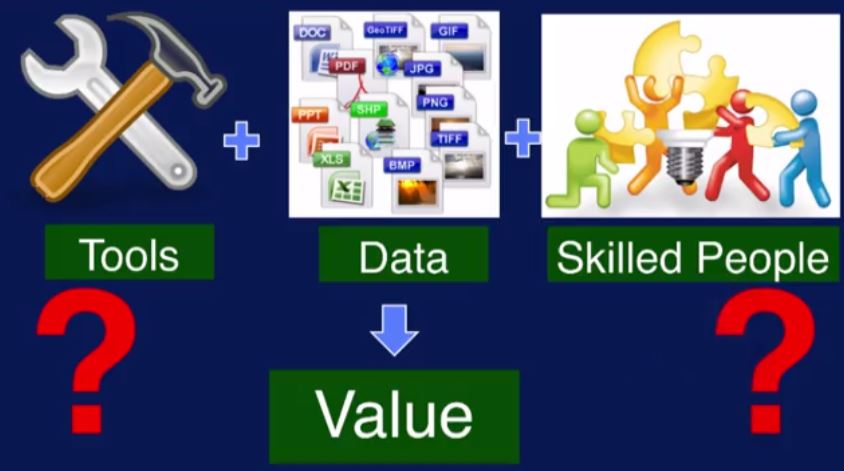 DOC
GeoTIFF
GIF
PDF
JPG
PPT
SHP
PNG
XLS
BMP
TIFF
+
+
Tools
Data
Skilled People
?
?
Value